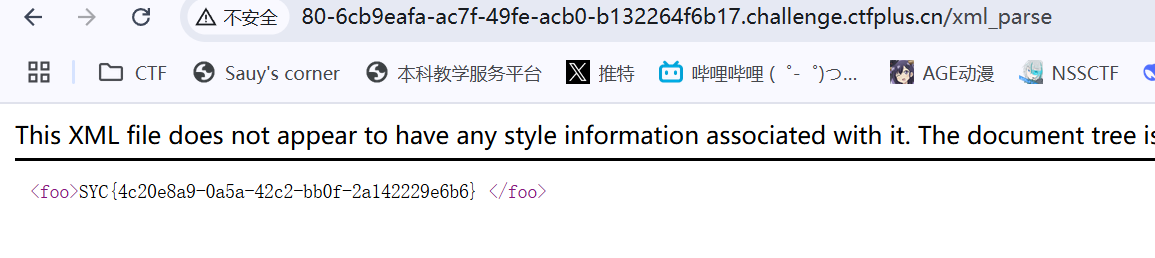 不安全 80-6cb9eafa-ac7f-49fe-acb0-b132264f6b17.challenge.ctfplus.cn/xml_parse
CTF Sauy's corner 本科教学服务平台 推特 哔哩哔哩 ( ゜- ゜)つ... AGE动漫 NSSCTF
This XML file does not appear to have any style information associated with it. The document tree is
<foo>SYC{4c20e8a9-0a5a-42c2-bb0f-2a142229e6b6} </foo>